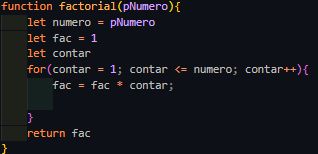 function factorial(pNumero){
    let numero = pNumero
    let fac = 1
    let contar
    for(contar = 1; contar <= numero; contar++){
        fac = fac * contar;

    }
    return fac
}